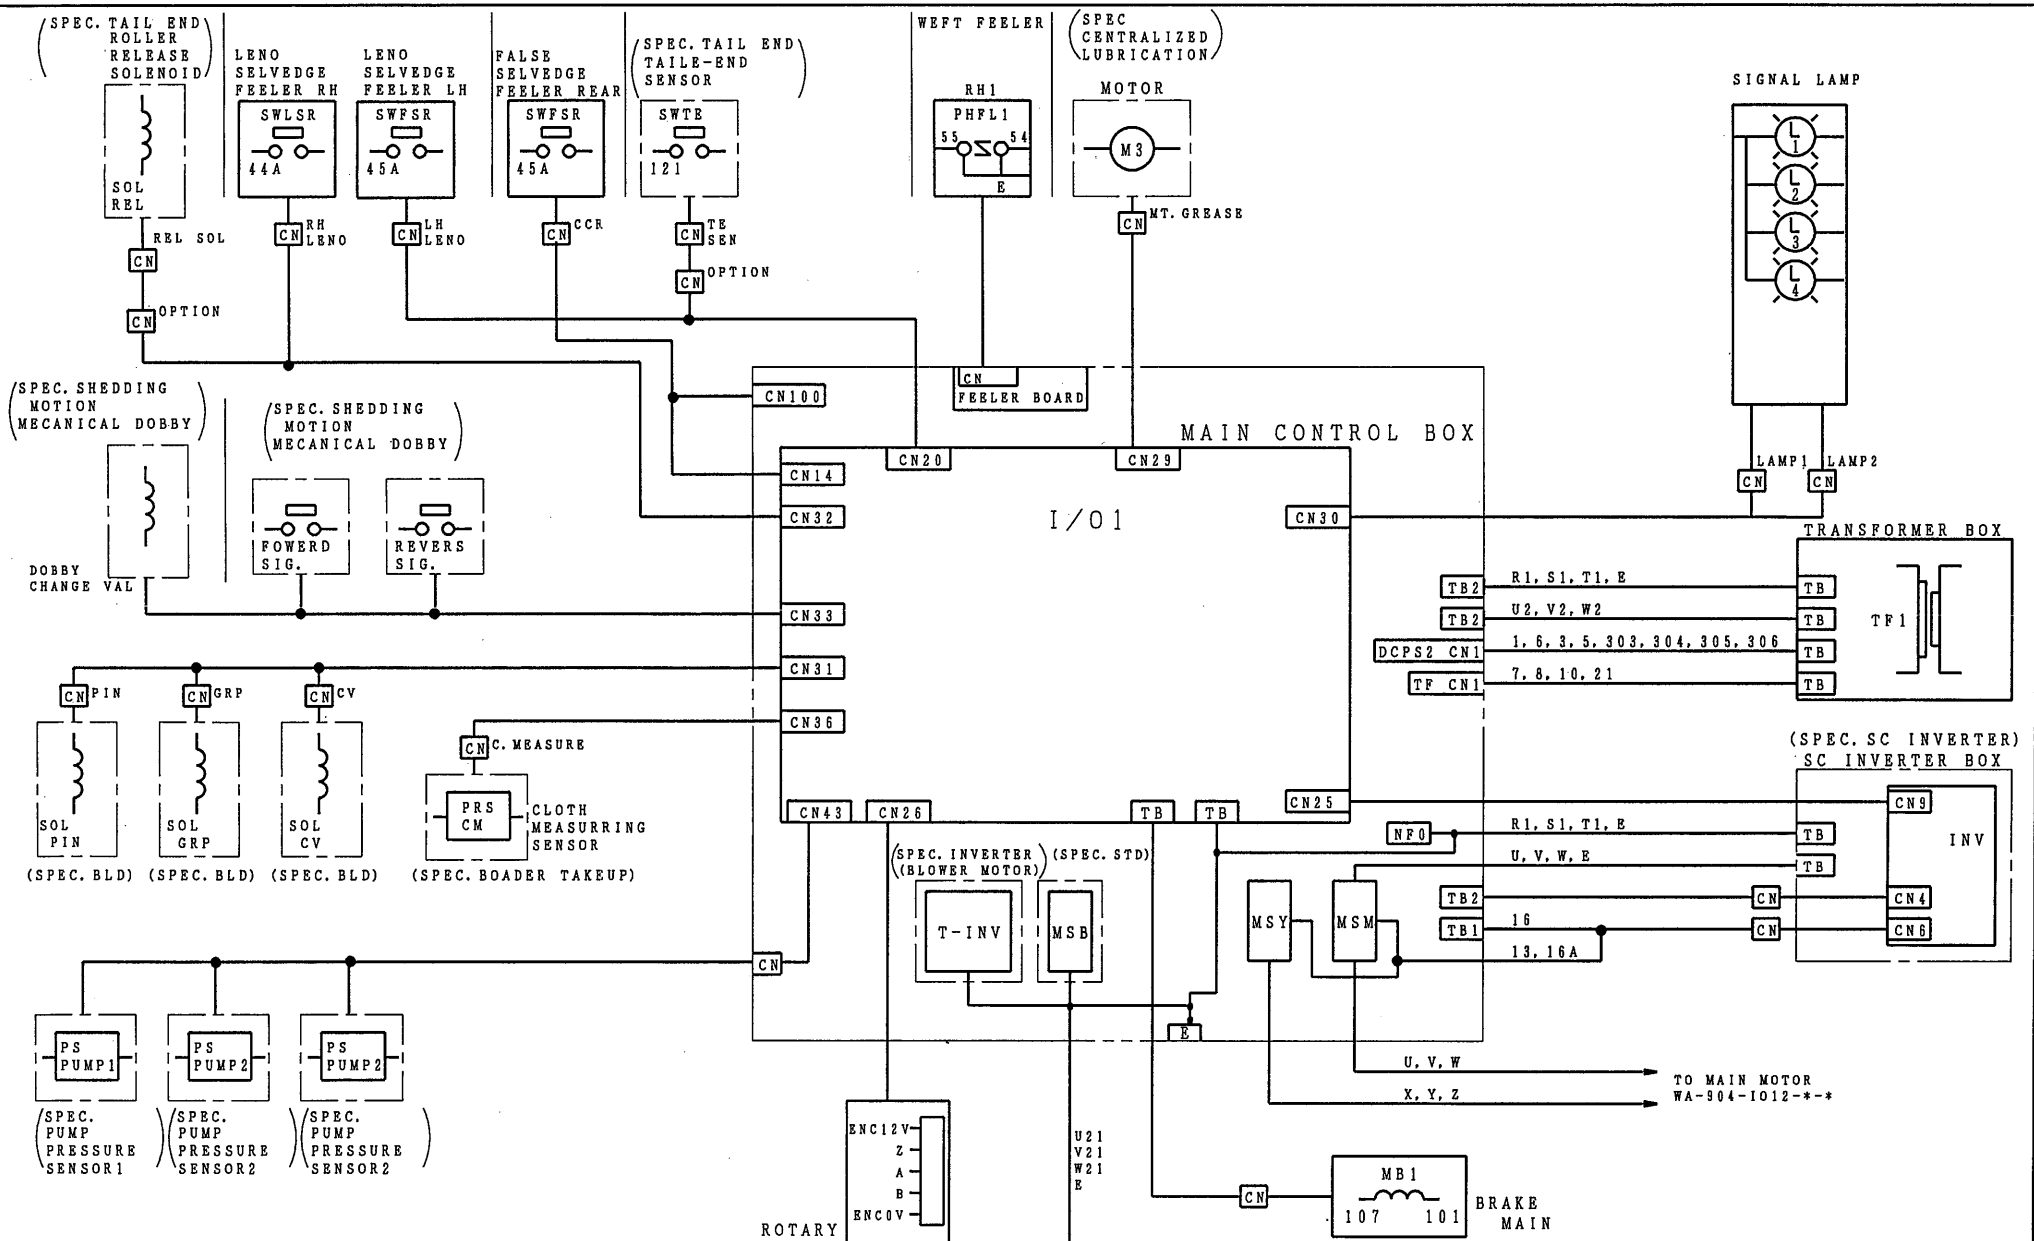 (SPEC. TAIL END
ROLLER
RELEASE
SOLENOID)
SOL
REL
REL SOL
CN
CN OPTION
LENO
SELVEDGE
FEELER RH
SWLSR
44A
CN RH
LENO
LENO
SELVEDGE
FEELER LH
SWFSR
45A
CN LH
LENO
FALSE
SELVEDGE
FEELER REAR
SWFSR
45A
CN CCR
(SPEC. TAIL END)
TAILE-END
SENSOR
SWTE
121
CN TE
SEN
CN OPTION
WEFT FEELER
RH1
PHFL1
55 54
E
(SPEC
CENTRALIZED
LUBRICATION)
MOTOR
M3
CN MT. GREASE
SIGNAL LAMP
L
1
L
2
L
3
L
4
LAMP1 LAMP2
CN CN
(SPEC. SHEDDING
MOTION
MECANICAL DOBBY)
DOBBY
CHANGE VAL
(SPEC. SHEDDING
MOTION
MECANICAL DOBBY)
FOWERD
SIG.
REVERS
SIG.
CN
FEELER BOARD
MAIN CONTROL BOX
I/O1
CN100
CN14
CN32
CN33
CN31
CN36
CN20
CN29
CN30
CN25
CN43
CN26
TB
TB
TRANSFORMER BOX
TB2 R1, S1, T1, E TB
TB2 U2, V2, W2 TB
DCPS2 CN1 1, 6, 3, 5, 303, 304, 305, 306 TB
TF CN1 7, 8, 10, 21 TB
TF1
CN PIN
CN GRP
CN CV
SOL
PIN
SOL
GRP
SOL
CV
(SPEC. BLD) (SPEC. BLD) (SPEC. BLD)
CN C. MEASURE
PRS
CM
CLOTH
MEASURRING
SENSOR
(SPEC. BOADER TAKEUP)
(SPEC. SC INVERTER)
SC INVERTER BOX
CN9
INV
NF0 R1, S1, T1, E TB
U, V, W, E TB
TB2 CN CN4
TB1 16 CN CN6
13, 16A
MSY
MSM
(SPEC. INVERTER
(BLOWER MOTOR)
T-INV
(SPEC. STD)
MSB
E
CN
PS
PUMP1
PS
PUMP2
PS
PUMP2
(SPEC.
PUMP
PRESSURE
SENSOR1)
(SPEC.
PUMP
PRESSURE
SENSOR2)
(SPEC.
PUMP
PRESSURE
SENSOR2)
U, V, W
X, Y, Z
TO MAIN MOTOR
WA-904-IO12-*-*
ENC12V
Z
A
B
ENC0V
ROTARY
U21
V21
W21
E
CN
MB1
107 101
BRAKE
MAIN